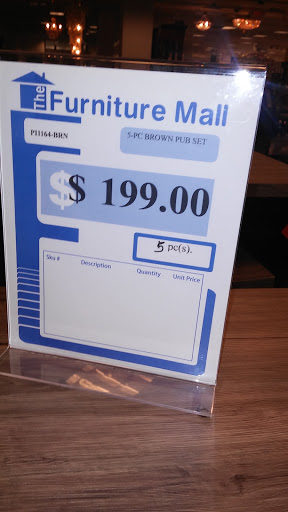 The Furniture Mall
PI1164-BRN
5-PC BROWN PUB SET
$$ 199.00
5 pc(s).
Sku # Description Quantity Unit Price